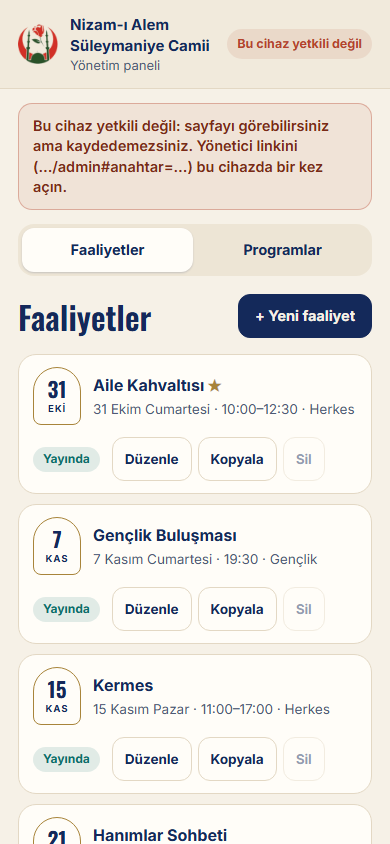 Nizam-ı Alem
Süleymaniye Camii
Yönetim paneli
Bu cihaz yetkili değil
Bu cihaz yetkili değil: sayfayı görebilirsiniz
ama kaydedemezsiniz. Yönetici linkini
(…/admin#anahtar=…) bu cihazda bir kez
açın.
Faaliyetler
Programlar
Faaliyetler
+ Yeni faaliyet
31
EKİ
Aile Kahvaltısı ★
31 Ekim Cumartesi · 10:00–12:30 · Herkes
Yayında
Düzenle
Kopyala
Sil
7
KAS
Gençlik Buluşması
7 Kasım Cumartesi · 19:30 · Gençlik
Yayında
Düzenle
Kopyala
Sil
15
KAS
Kermes
15 Kasım Pazar · 11:00–17:00 · Herkes
Yayında
Düzenle
Kopyala
Sil
21
Hanımlar Sohbeti